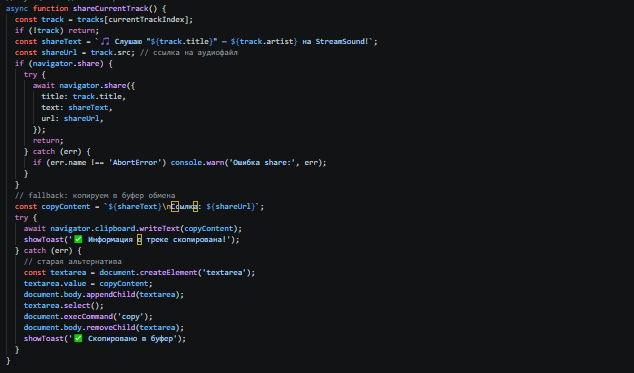 async function shareCurrentTrack() {
  const track = tracks[currentTrackIndex];
  if (!track) return;
  const shareText = `🎵 Слушаю "${track.title}" — ${track.artist} на StreamSound!`;
  const shareUrl = track.src; // ссылка на аудиофайл
  if (navigator.share) {
    try {
      await navigator.share({
        title: track.title,
        text: shareText,
        url: shareUrl,
      });
      return;
    } catch (err) {
      if (err.name !== 'AbortError') console.warn('Ошибка share:', err);
    }
  }
  // fallback: копируем в буфер обмена
  const copyContent = `${shareText}\nСсылка: ${shareUrl}`;
  try {
    await navigator.clipboard.writeText(copyContent);
    showToast('✅ Информация о треке скопирована!');
  } catch (err) {
    // старая альтернатива
    const textarea = document.createElement('textarea');
    textarea.value = copyContent;
    document.body.appendChild(textarea);
    textarea.select();
    document.execCommand('copy');
    document.body.removeChild(textarea);
    showToast('✅ Скопировано в буфер');
  }
}